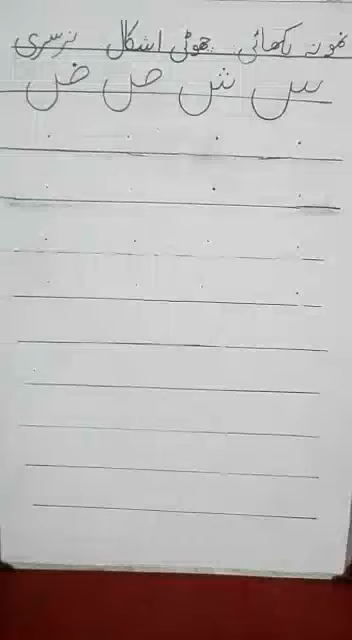 نمونہ لکھائی چھوٹی اشکال نرسری
س ش ص ض